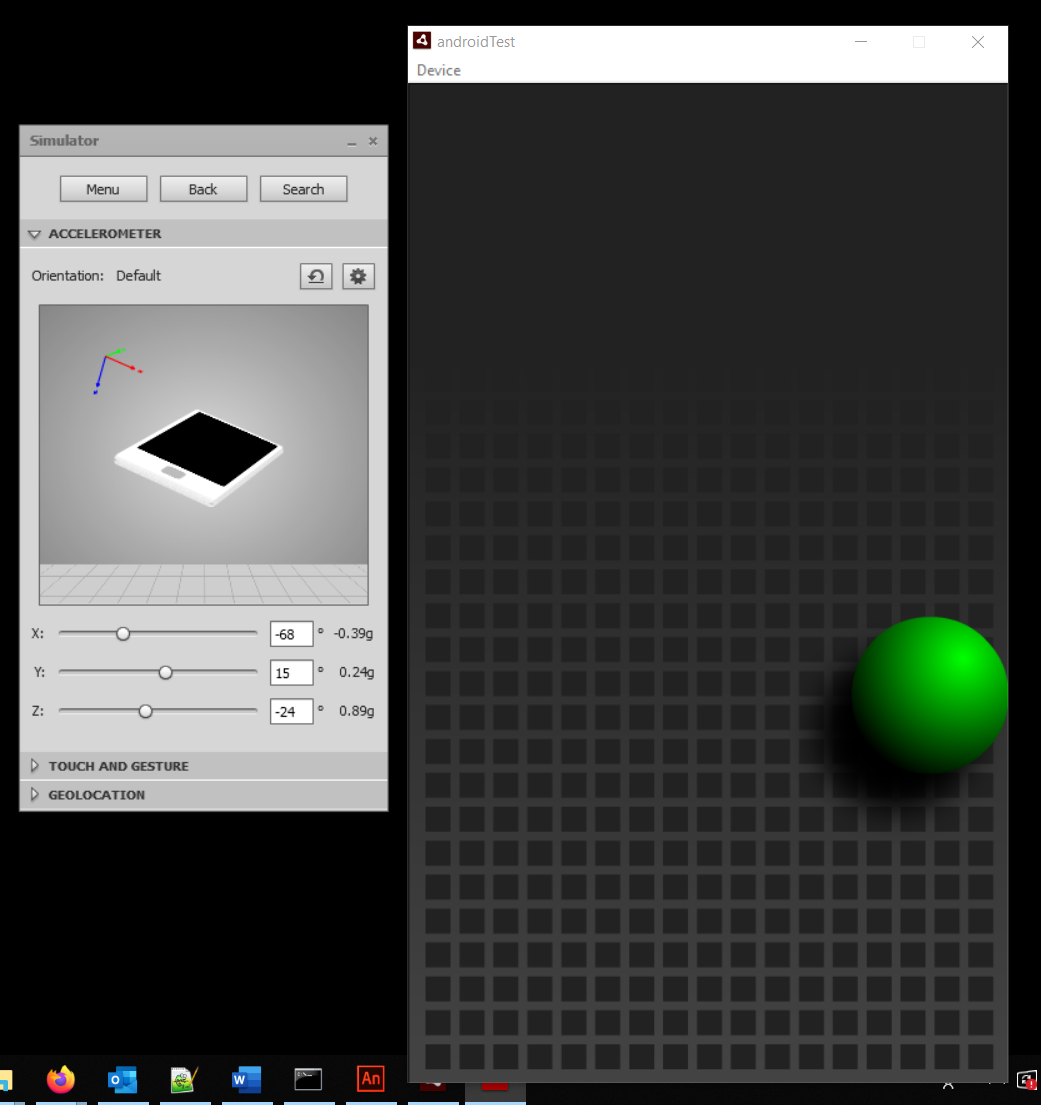 androidTest
Device
Simulator
Menu Back Search
ACCELEROMETER
Orientation: Default
X: -68 ° -0.39g
Y: 15 ° 0.24g
Z: -24 ° 0.89g
TOUCH AND GESTURE
GEOLOCATION
W An